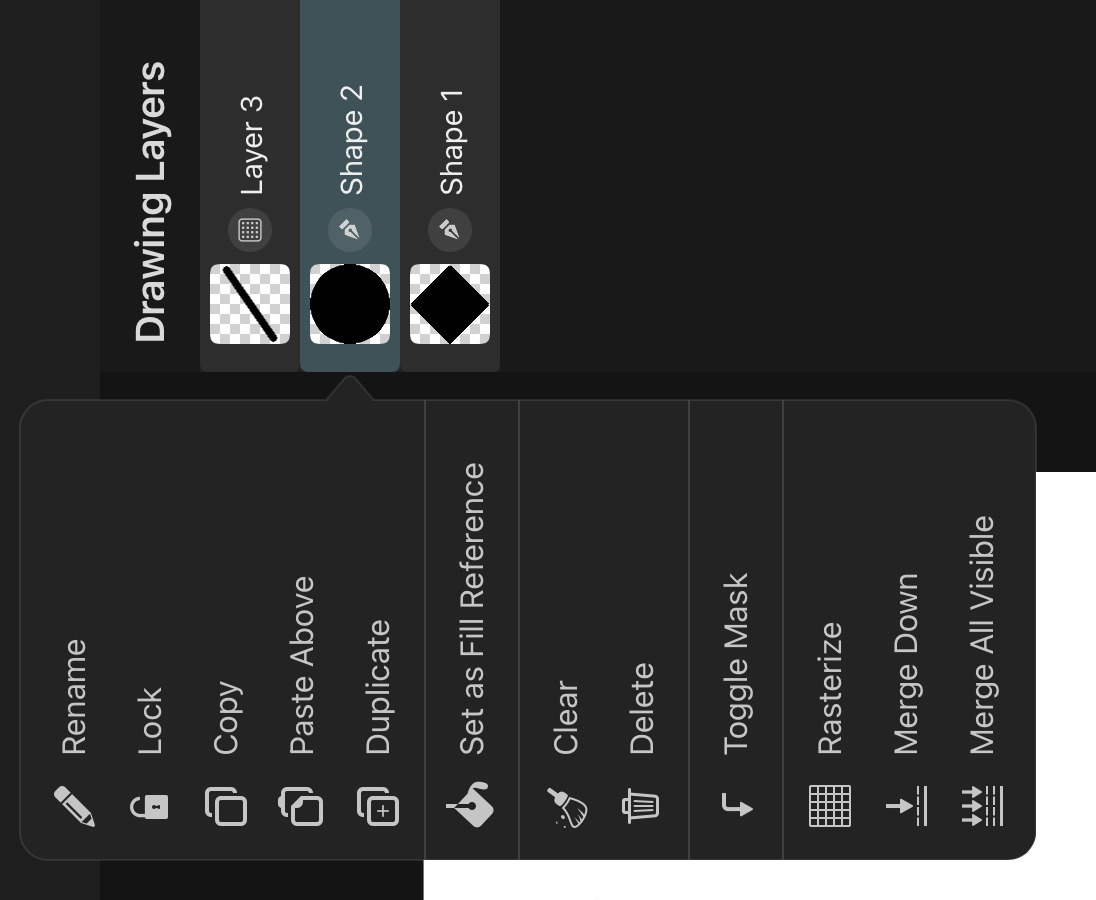 Rename
Lock
Copy
Paste Above
Duplicate
Set as Fill Reference
Clear
Delete
Toggle Mask
Rasterize
Merge Down
Merge All Visible
Drawing Layers
Layer 3
Shape 2
Shape 1